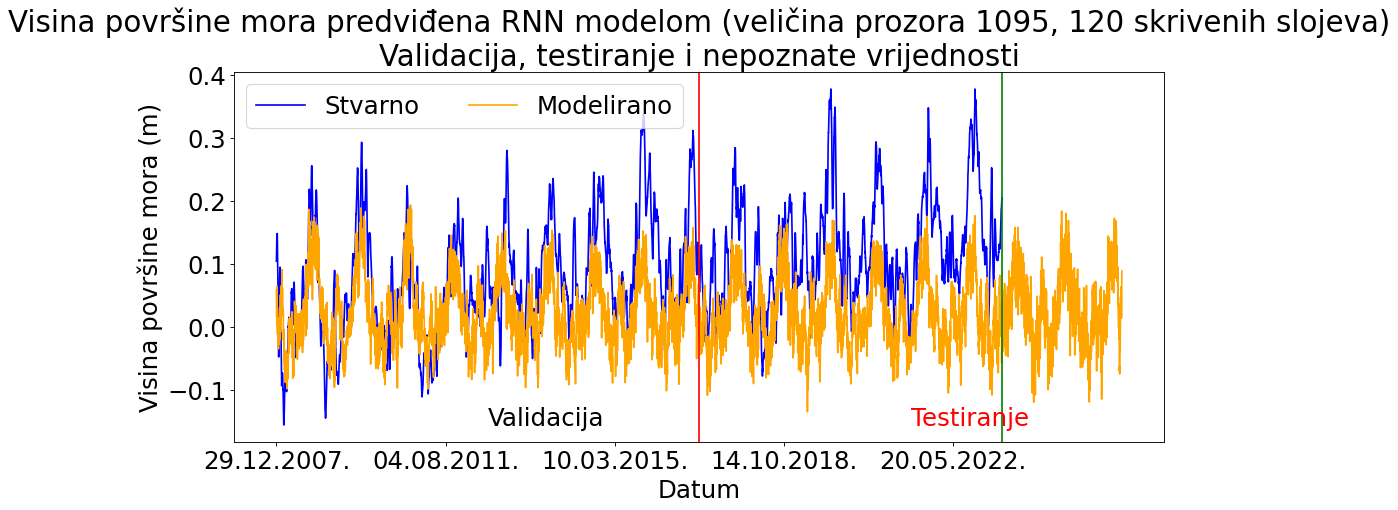 Visina površine mora predviđena RNN modelom (veličina prozora 1095, 120 skrivenih slojeva)
Validacija, testiranje i nepoznate vrijednosti
Stvarno
Modelirano
Visina površine mora (m)
0.4
0.3
0.2
0.1
0.0
−0.1
Validacija
Testiranje
29.12.2007.
04.08.2011.
10.03.2015.
14.10.2018.
20.05.2022.
Datum